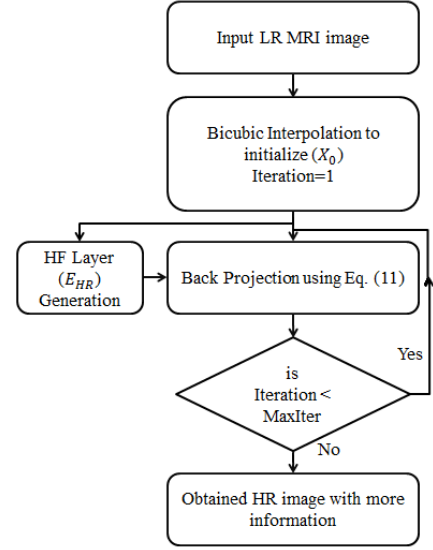 Input LR MRI image
Bicubic Interpolation to
initialize (X₀)
Iteration=1
HF Layer
(E_HR)
Generation
Back Projection using Eq. (11)
is
Iteration <
MaxIter
Yes
No
Obtained HR image with more
information